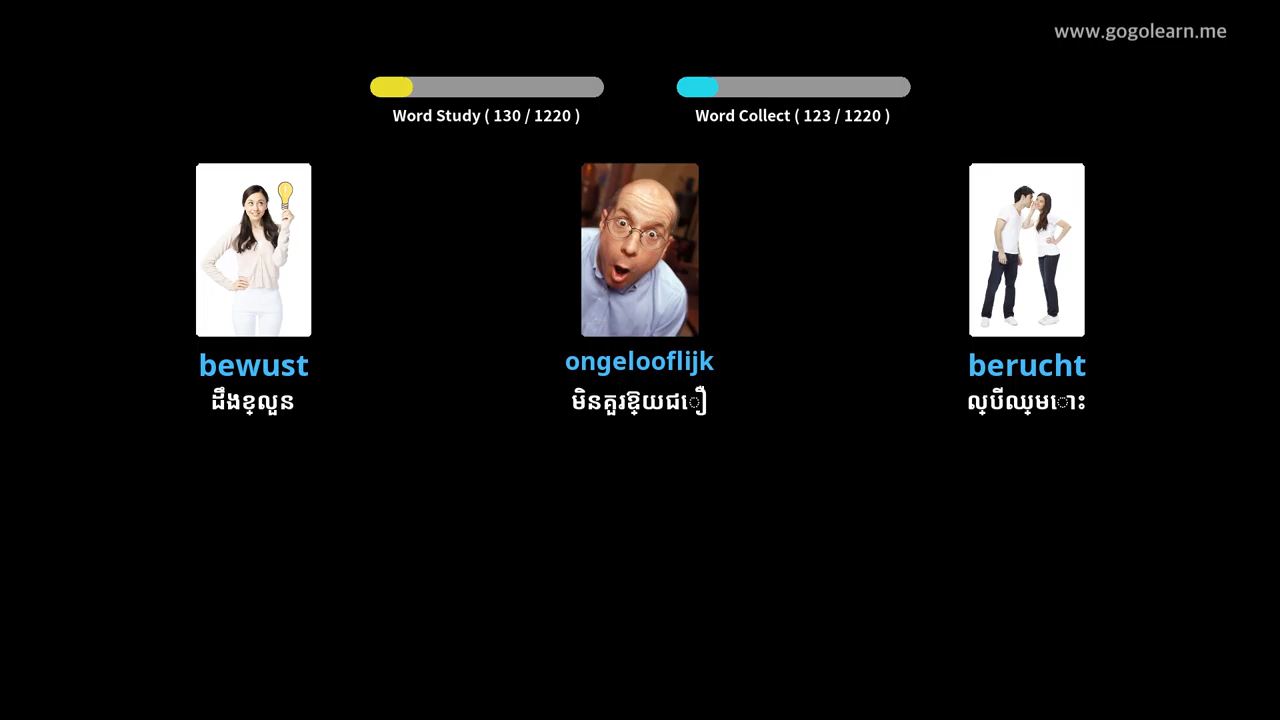 www.gogolearn.me
Word Study ( 130 / 1220 )
Word Collect ( 123 / 1220 )
bewust
ongelooflijk
berucht
ដឹងខ្លួន
មិនគួរឱ្យជឿ
ល្បីឈ្មោះ